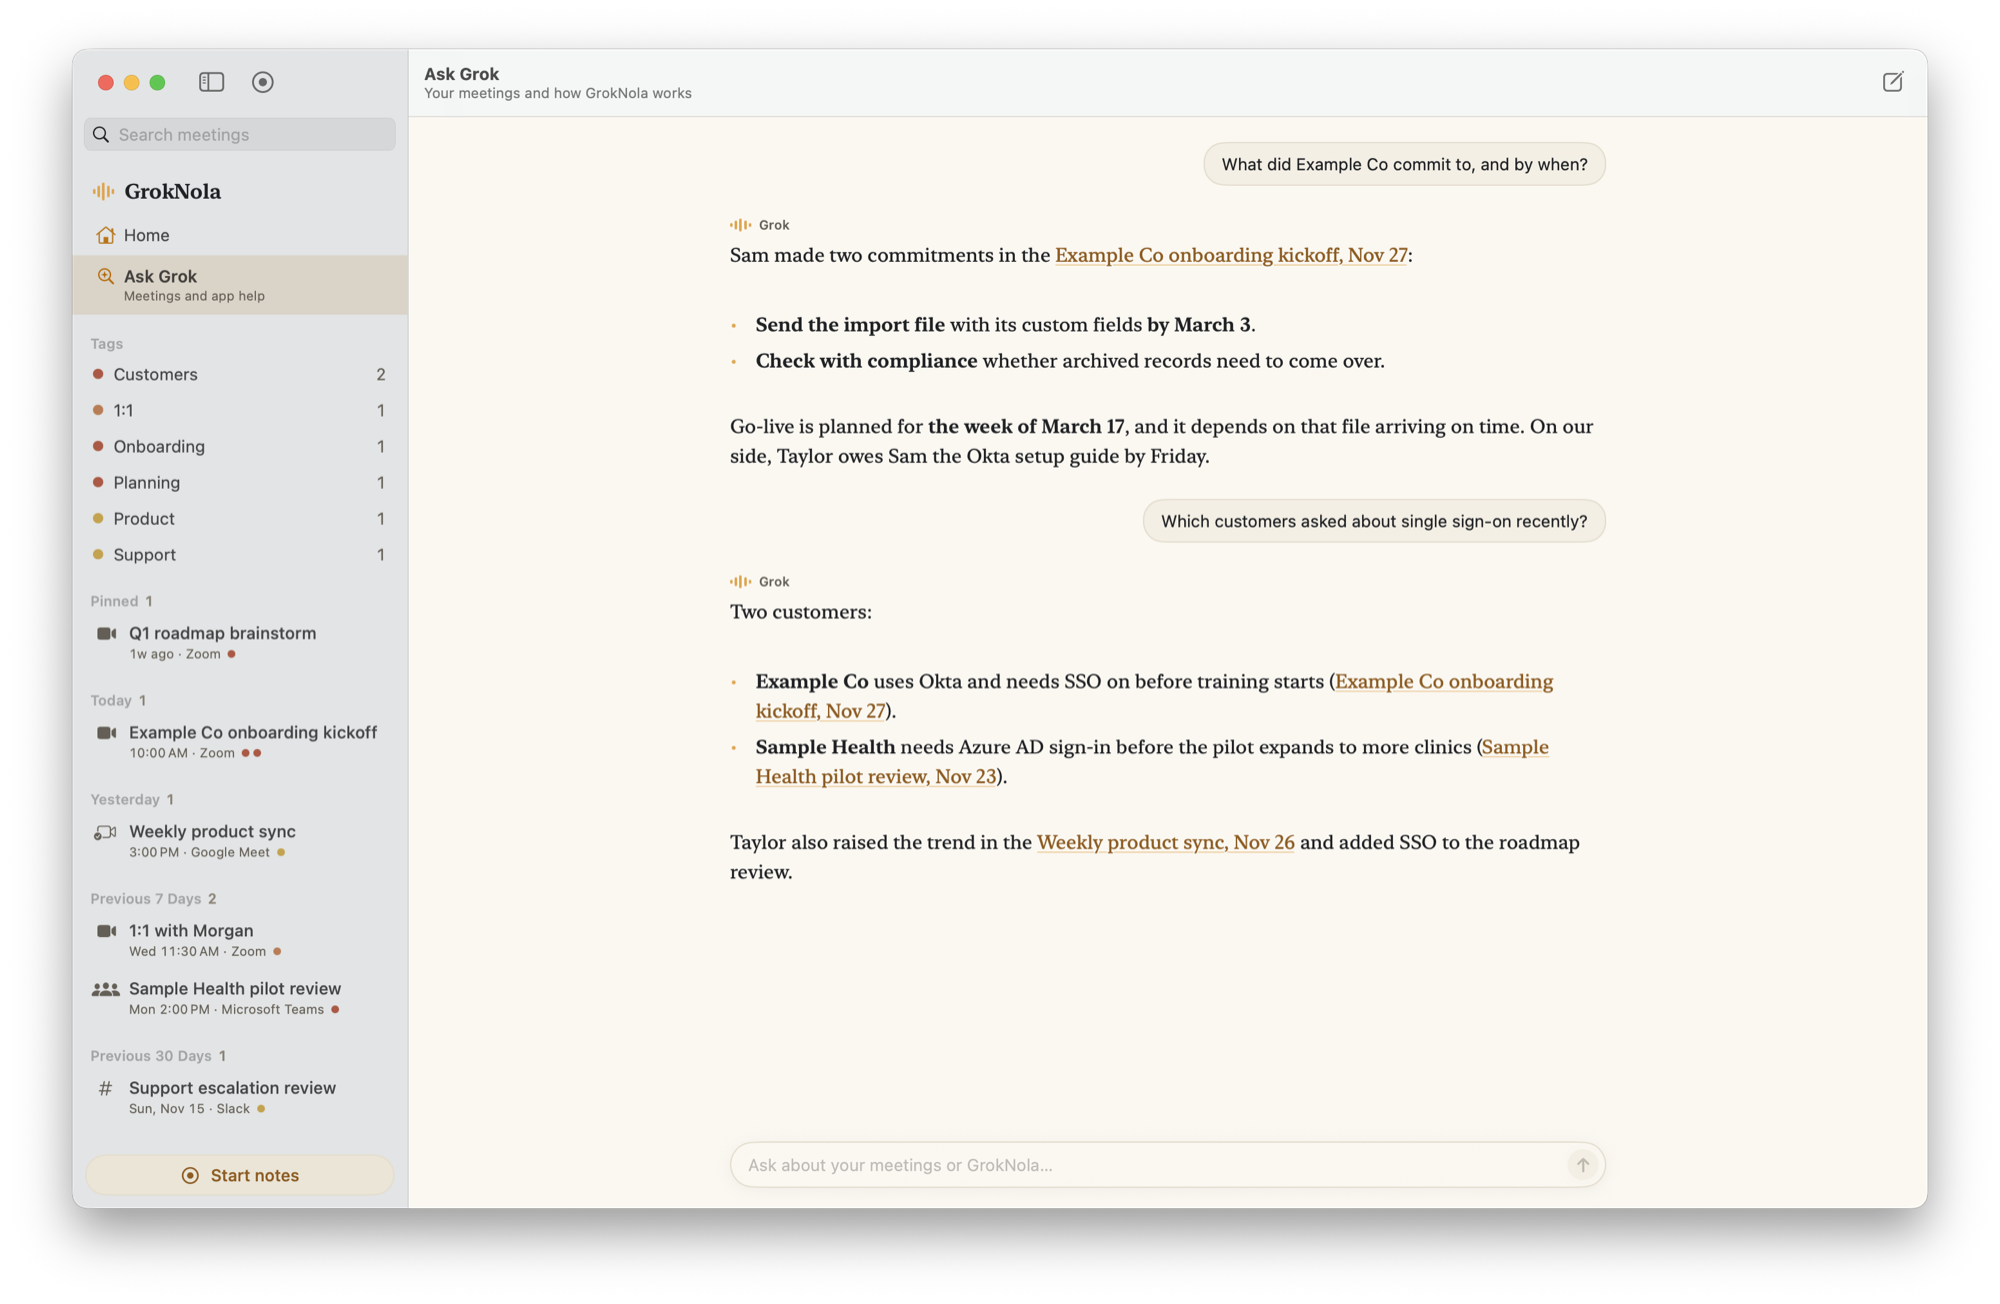 Search meetings
GrokNola
Home
Ask Grok
Meetings and app help
Tags
Customers 2
1:1 1
Onboarding 1
Planning 1
Product 1
Support 1
Pinned 1
Q1 roadmap brainstorm
1w ago · Zoom
Today 1
Example Co onboarding kickoff
10:00 AM · Zoom
Yesterday 1
Weekly product sync
3:00 PM · Google Meet
Previous 7 Days 2
1:1 with Morgan
Wed 11:30 AM · Zoom
Sample Health pilot review
Mon 2:00 PM · Microsoft Teams
Previous 30 Days 1
# Support escalation review
Sun, Nov 15 · Slack
Start notes
Ask Grok
Your meetings and how GrokNola works
What did Example Co commit to, and by when?
Grok
Sam made two commitments in the Example Co onboarding kickoff, Nov 27:
• Send the import file with its custom fields by March 3.
• Check with compliance whether archived records need to come over.
Go-live is planned for the week of March 17, and it depends on that file arriving on time. On our
side, Taylor owes Sam the Okta setup guide by Friday.
Which customers asked about single sign-on recently?
Grok
Two customers:
• Example Co uses Okta and needs SSO on before training starts (Example Co onboarding
kickoff, Nov 27).
• Sample Health needs Azure AD sign-in before the pilot expands to more clinics (Sample
Health pilot review, Nov 23).
Taylor also raised the trend in the Weekly product sync, Nov 26 and added SSO to the roadmap
review.
Ask about your meetings or GrokNola...